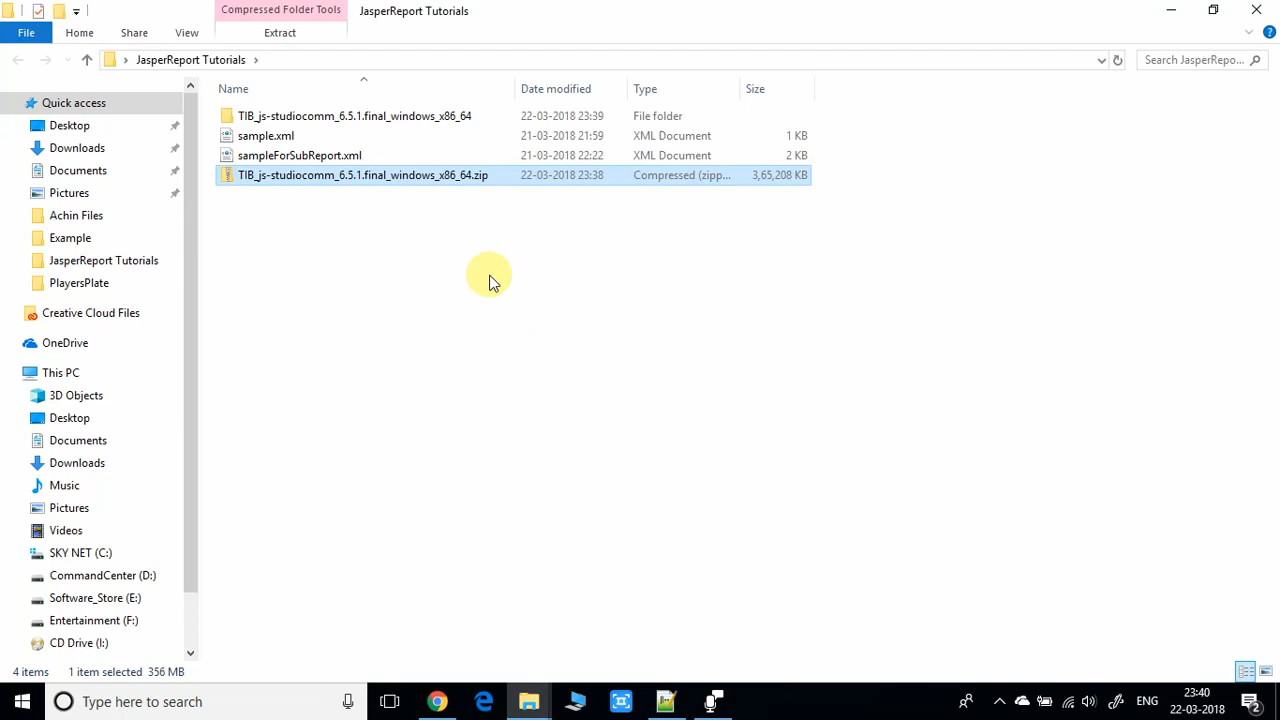 Compressed Folder Tools
JasperReport Tutorials
File
Home
Share
View
Extract
JasperReport Tutorials
Search JasperRepo...
Name
Date modified
Type
Size
Quick access
Desktop
Downloads
Documents
Pictures
Achin Files
Example
JasperReport Tutorials
PlayersPlate
Creative Cloud Files
OneDrive
This PC
3D Objects
Desktop
Documents
Downloads
Music
Pictures
Videos
SKY NET (C:)
CommandCenter (D:)
Software_Store (E:)
Entertainment (F:)
CD Drive (I:)
TIB_js-studiocomm_6.5.1.final_windows_x86_64 22-03-2018 23:39 File folder
sample.xml 21-03-2018 21:59 XML Document 1 KB
sampleForSubReport.xml 21-03-2018 22:22 XML Document 2 KB
TIB_js-studiocomm_6.5.1.final_windows_x86_64.zip 22-03-2018 23:38 Compressed (zipp... 3,65,208 KB
4 items 1 item selected 356 MB
Type here to search
ENG
23:40
22-03-2018
2